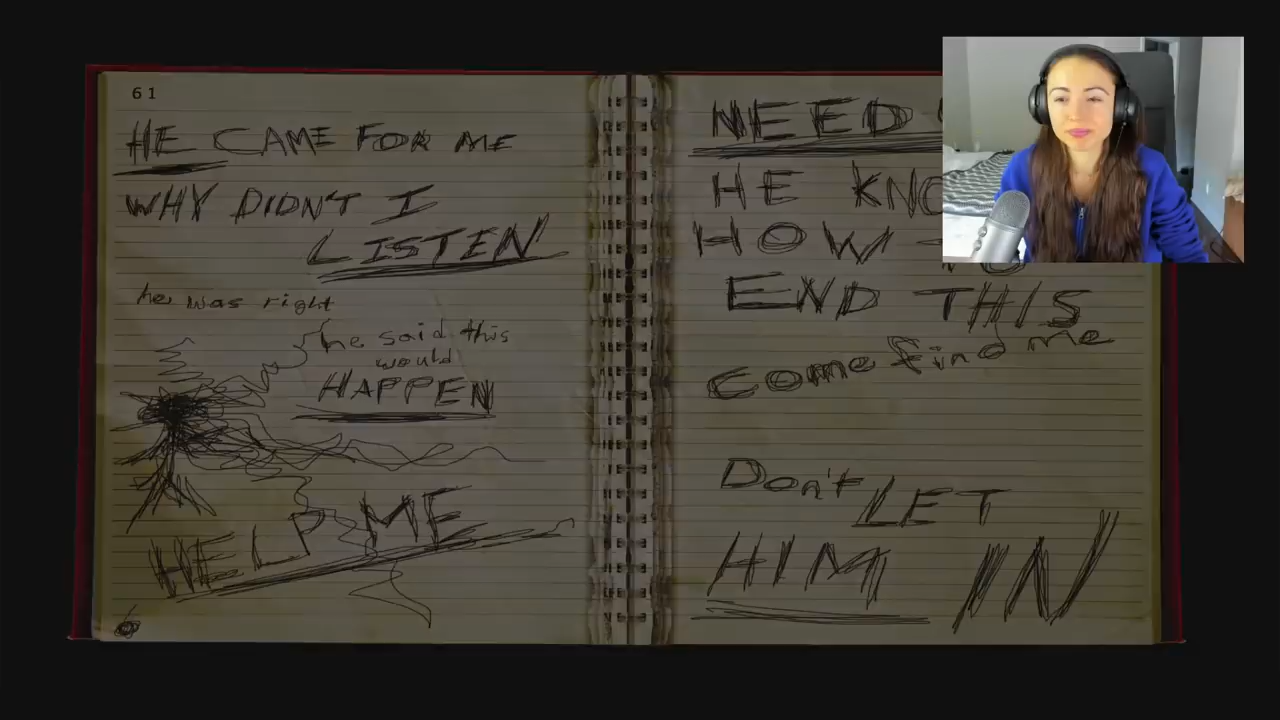 61
HE CAME FOR ME
WHY DIDN'T I
LISTEN
he was right
he said this
would
HAPPEN
HELP ME
NEED
HE
HOW TO
END THIS
come find me
Don't LET
HIM IN